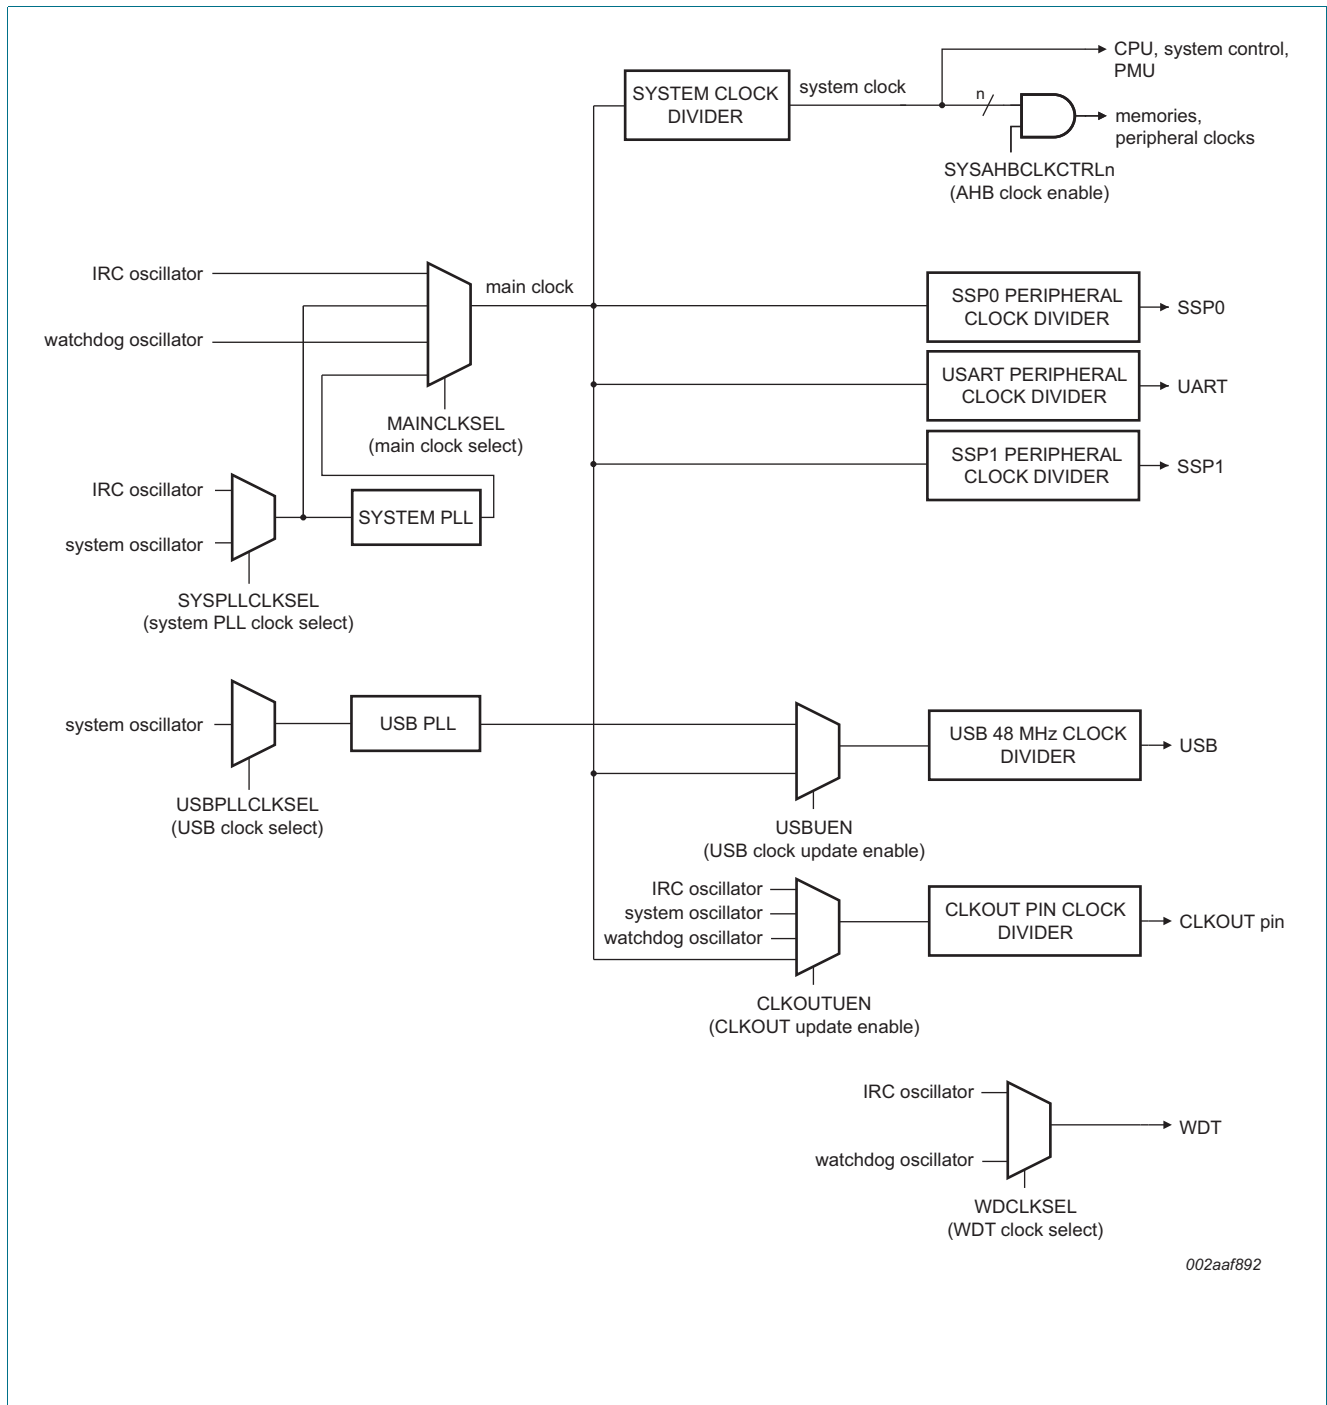 CPU, system control,
PMU
SYSTEM CLOCK
DIVIDER
system clock
n
memories,
peripheral clocks
SYSAHBCLKCTRLn
(AHB clock enable)
IRC oscillator
main clock
watchdog oscillator
MAINCLKSEL
(main clock select)
SSP0 PERIPHERAL
CLOCK DIVIDER
SSP0
USART PERIPHERAL
CLOCK DIVIDER
UART
SSP1 PERIPHERAL
CLOCK DIVIDER
SSP1
IRC oscillator
system oscillator
SYSTEM PLL
SYSPLLCLKSEL
(system PLL clock select)
system oscillator
USB PLL
USBPLLCLKSEL
(USB clock select)
USB 48 MHz CLOCK
DIVIDER
USB
USBUEN
(USB clock update enable)
IRC oscillator
system oscillator
watchdog oscillator
CLKOUT PIN CLOCK
DIVIDER
CLKOUT pin
CLKOUTUEN
(CLKOUT update enable)
IRC oscillator
watchdog oscillator
WDT
WDCLKSEL
(WDT clock select)
002aaf892